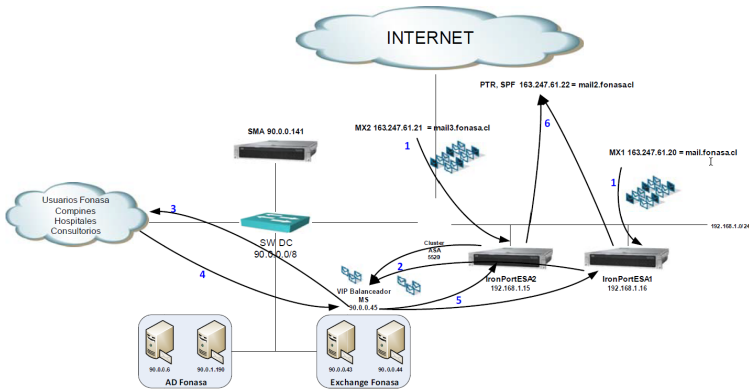 INTERNET
PTR, SPF 163.247.61.22 = mail2.fonasa.cl
6
SMA 90.0.0.141
MX2 163.247.61.21 = mail3.fonasa.cl
1
MX1 163.247.61.20 = mail.fonasa.cl
1
Usuarios Fonasa
Compines
Hospitales
Consultorios
3
SW DC
90.0.0.0/8
192.168.1.0/24
Cluster
ASA
5520
2
4
VIP Balanceador
MS
90.0.0.45
5
IronPortESA2
192.168.1.15
IronPortESA1
192.168.1.16
90.0.0.6
90.0.1.190
AD Fonasa
90.0.0.43
90.0.0.44
Exchange Fonasa